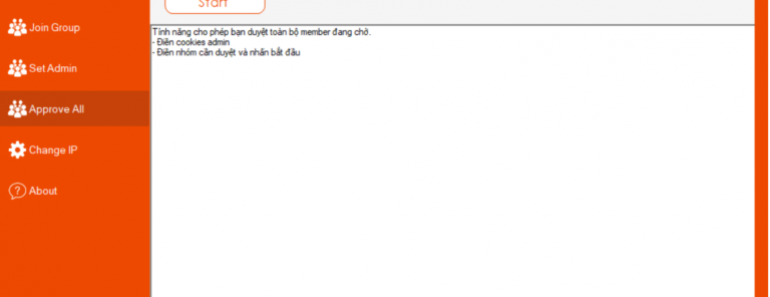 Start
Join Group
Set Admin
Approve All
Change IP
About
Tính năng cho phép bạn duyệt toàn bộ member đang chờ.
- Điền cookies admin
- Điền nhóm cần duyệt và nhấn bắt đầu